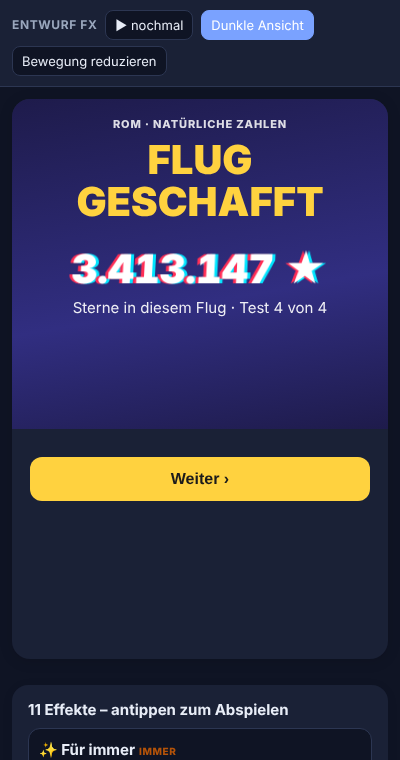 ENTWURF FX ▶ nochmal Dunkle Ansicht
Bewegung reduzieren
ROM · NATÜRLICHE ZAHLEN
FLUG
GESCHAFFT
3.413.147 ★
Sterne in diesem Flug · Test 4 von 4
Weiter ›
11 Effekte – antippen zum Abspielen
✨ Für immer IMMER